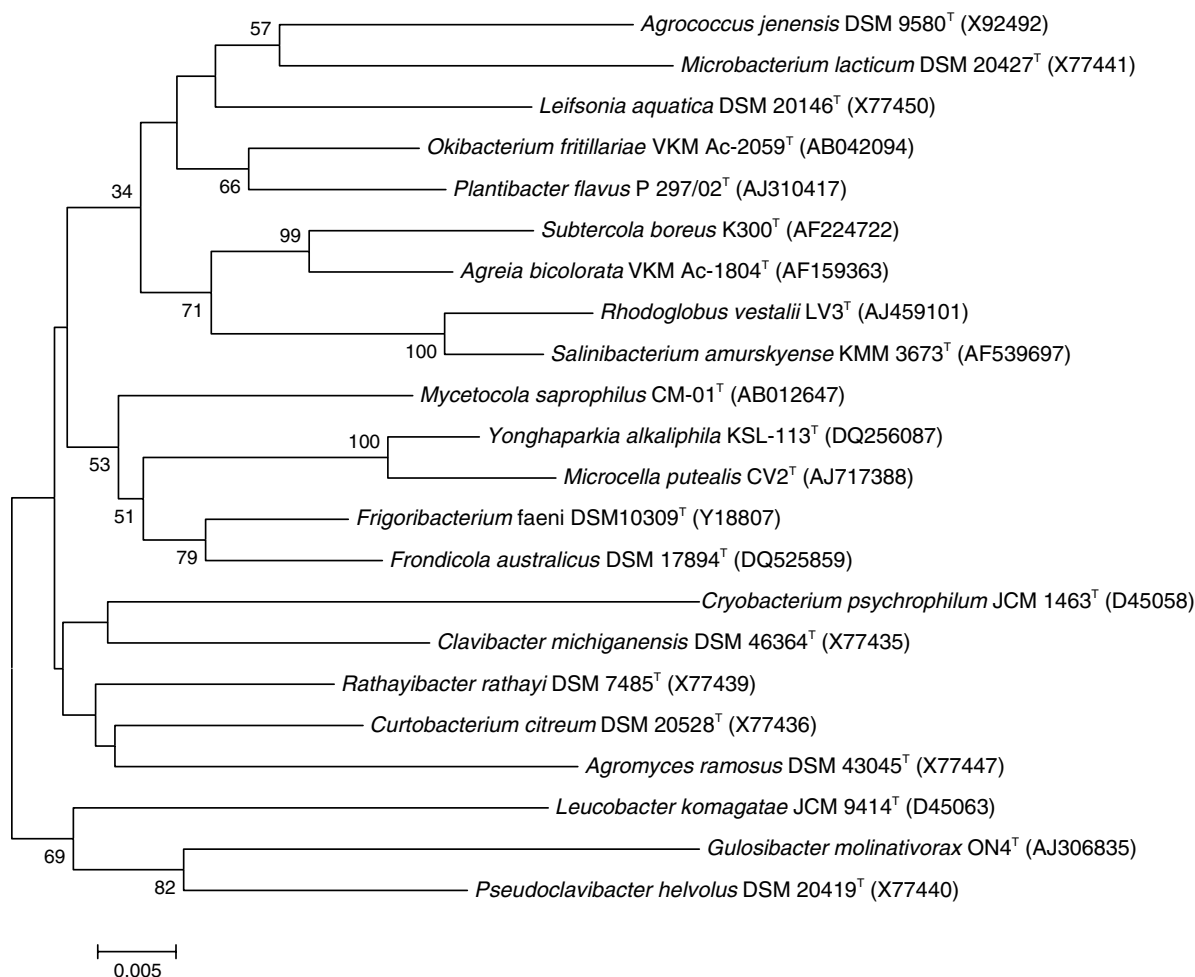 57
Agrococcus jenensis DSM 9580ᵀ (X92492)
Microbacterium lacticum DSM 20427ᵀ (X77441)
Leifsonia aquatica DSM 20146ᵀ (X77450)
Okibacterium fritillariae VKM Ac-2059ᵀ (AB042094)
66
Plantibacter flavus P 297/02ᵀ (AJ310417)
34
Subtercola boreus K300ᵀ (AF224722)
99
Agreia bicolorata VKM Ac-1804ᵀ (AF159363)
71
Rhodoglobus vestalii LV3ᵀ (AJ459101)
100
Salinibacterium amurskyense KMM 3673ᵀ (AF539697)
Mycetocola saprophilus CM-01ᵀ (AB012647)
53
100
Yonghaparkia alkaliphila KSL-113ᵀ (DQ256087)
Microcella putealis CV2ᵀ (AJ717388)
51
Frigoribacterium faeni DSM10309ᵀ (Y18807)
79
Frondicola australicus DSM 17894ᵀ (DQ525859)
Cryobacterium psychrophilum JCM 1463ᵀ (D45058)
Clavibacter michiganensis DSM 46364ᵀ (X77435)
Rathayibacter rathayi DSM 7485ᵀ (X77439)
Curtobacterium citreum DSM 20528ᵀ (X77436)
Agromyces ramosus DSM 43045ᵀ (X77447)
Leucobacter komagatae JCM 9414ᵀ (D45063)
69
Gulosibacter molinativorax ON4ᵀ (AJ306835)
82
Pseudoclavibacter helvolus DSM 20419ᵀ (X77440)
0.005